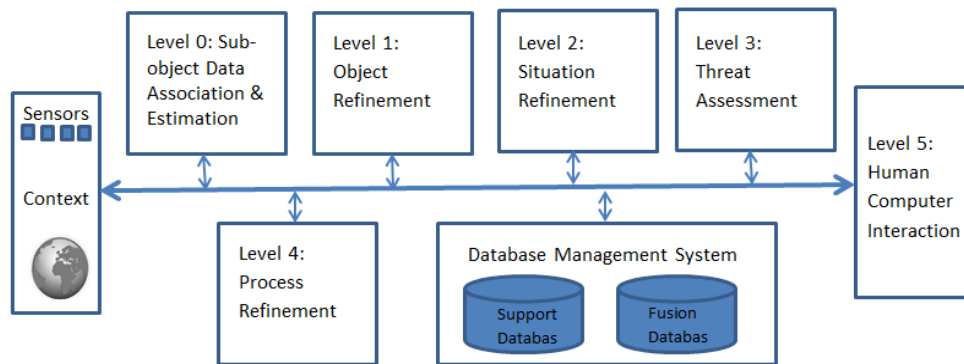 Sensors
Context
Level 0: Sub-
object Data
Association &
Estimation
Level 1:
Object
Refinement
Level 2:
Situation
Refinement
Level 3:
Threat
Assessment
Level 5:
Human
Computer
Interaction
Level 4:
Process
Refinement
Database Management System
Support
Databas
Fusion
Databas